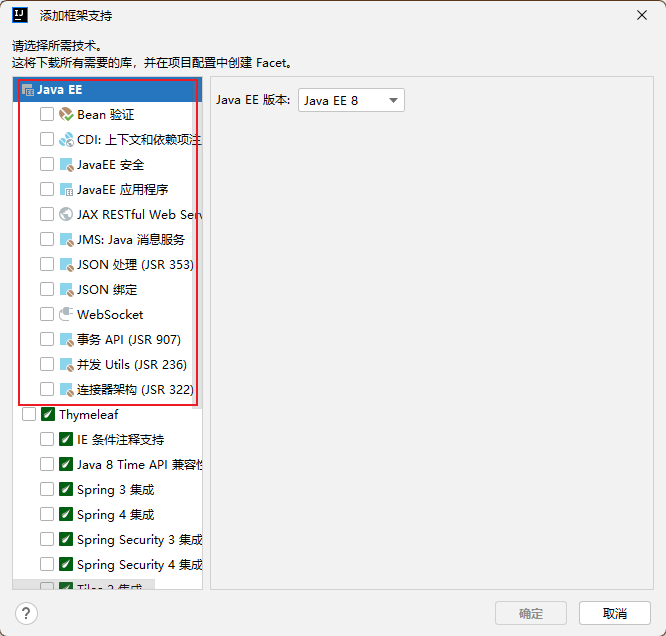 添加框架支持
请选择所需技术。
这将下载所有需要的库，并在项目配置中创建 Facet。
Java EE
Bean 验证
CDI: 上下文和依赖项注
JavaEE 安全
JavaEE 应用程序
JAX RESTful Web Serv
JMS: Java 消息服务
JSON 处理 (JSR 353)
JSON 绑定
WebSocket
事务 API (JSR 907)
并发 Utils (JSR 236)
连接器架构 (JSR 322)
Thymeleaf
IE 条件注释支持
Java 8 Time API 兼容性
Spring 3 集成
Spring 4 集成
Spring Security 3 集成
Spring Security 4 集成
Tiles 2 集成
Java EE 版本:
Java EE 8
?
确定
取消